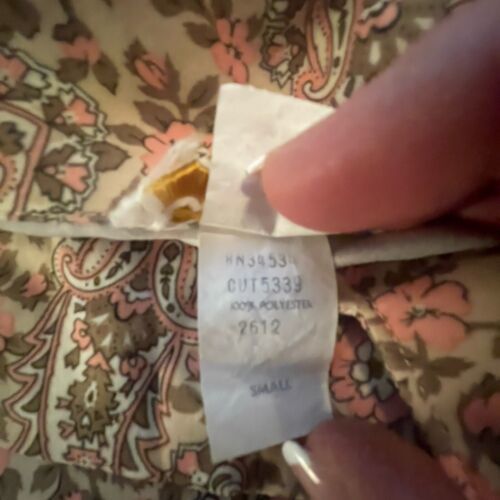 RN34534
CUT5339
100% POLYESTER
2612
SMALL